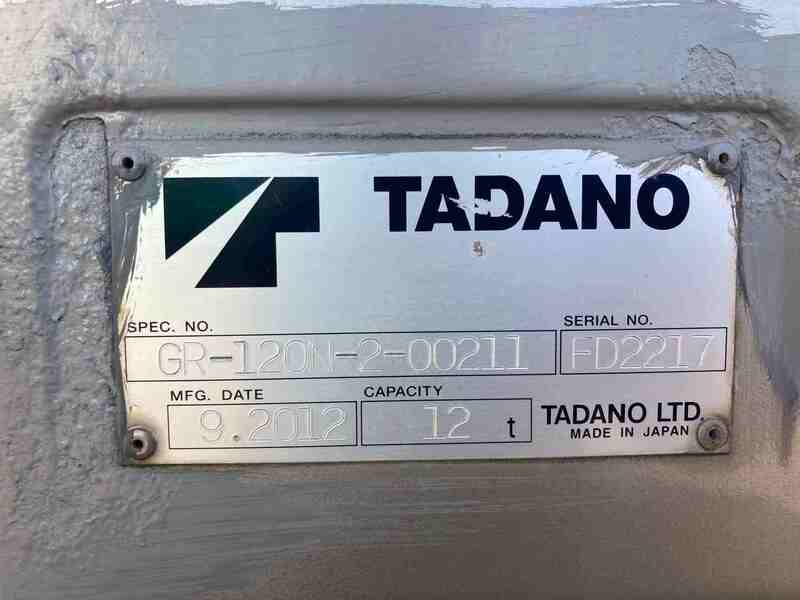 TADANO
SPEC. NO.
SERIAL NO.
GR-120N-2-00211
FD2217
MFG. DATE
CAPACITY
9.2012
12 t
TADANO LTD.
MADE IN JAPAN